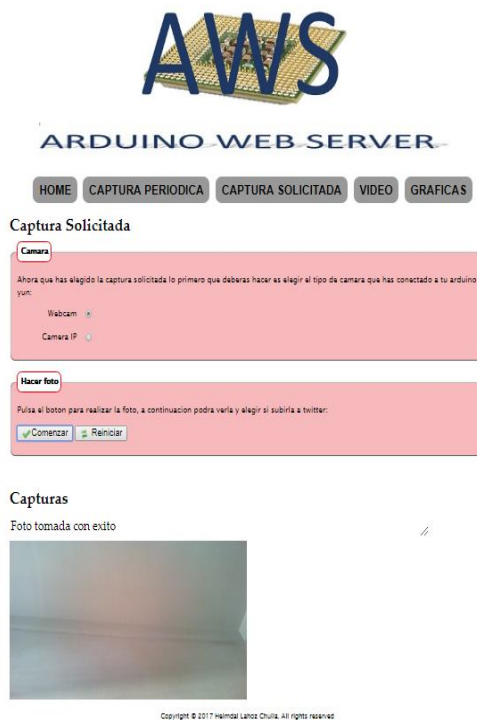 AWS
ARDUINO WEB SERVER
HOME CAPTURA PERIODICA CAPTURA SOLICITADA VIDEO GRAFICAS
Captura Solicitada
Camara
Ahora que has elegido la captura solicitada lo primero que deberas hacer es elegir el tipo de camara que has conectado a tu arduino
yun:
Webcam
Camera IP
Hacer foto
Pulsa el boton para realizar la foto, a continuacion podra verla y elegir si subirla a twitter:
Comenzar Reiniciar
Capturas
Foto tomada con exito
Copyright © 2017 Heimdal Lahoz Chulia. All rights reserved